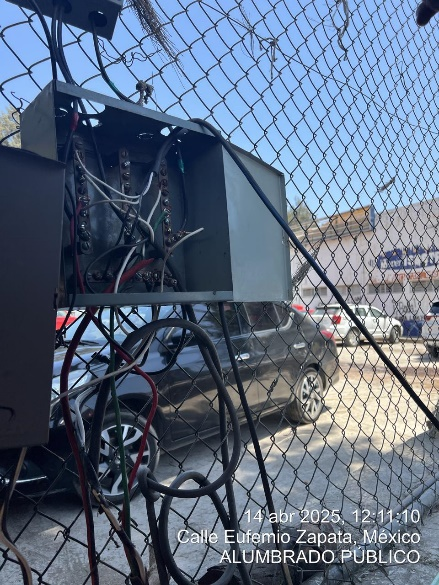 14 abr 2025, 12:11:10
Calle Eufemio Zapata, México
ALUMBRADO PÚBLICO